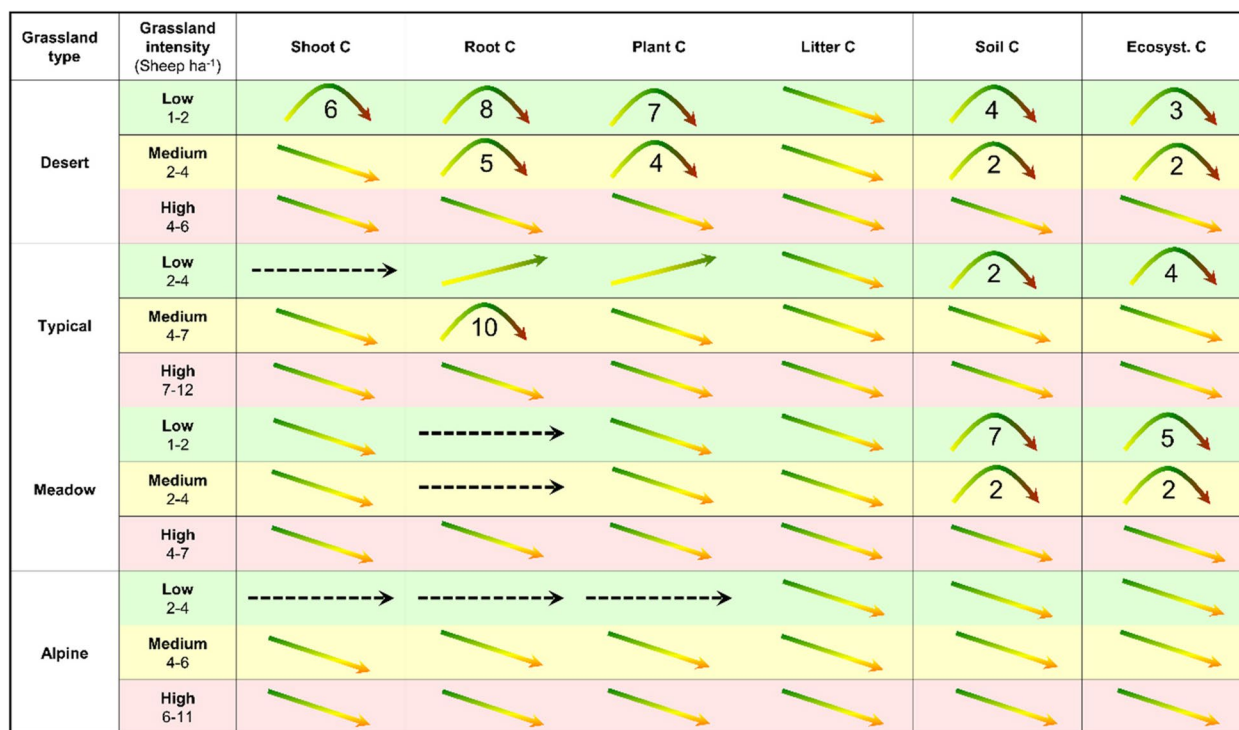 Grassland type Grassland intensity (Sheep ha⁻¹) Shoot C Root C Plant C Litter C Soil C Ecosyst. C
Desert
Low 1-2 6 8 7 4 3
Medium 2-4 5 4 2 2
High 4-6
Typical
Low 2-4 2 4
Medium 4-7 10
High 7-12
Meadow
Low 1-2 7 5
Medium 2-4 2 2
High 4-7
Alpine
Low 2-4
Medium 4-6
High 6-11